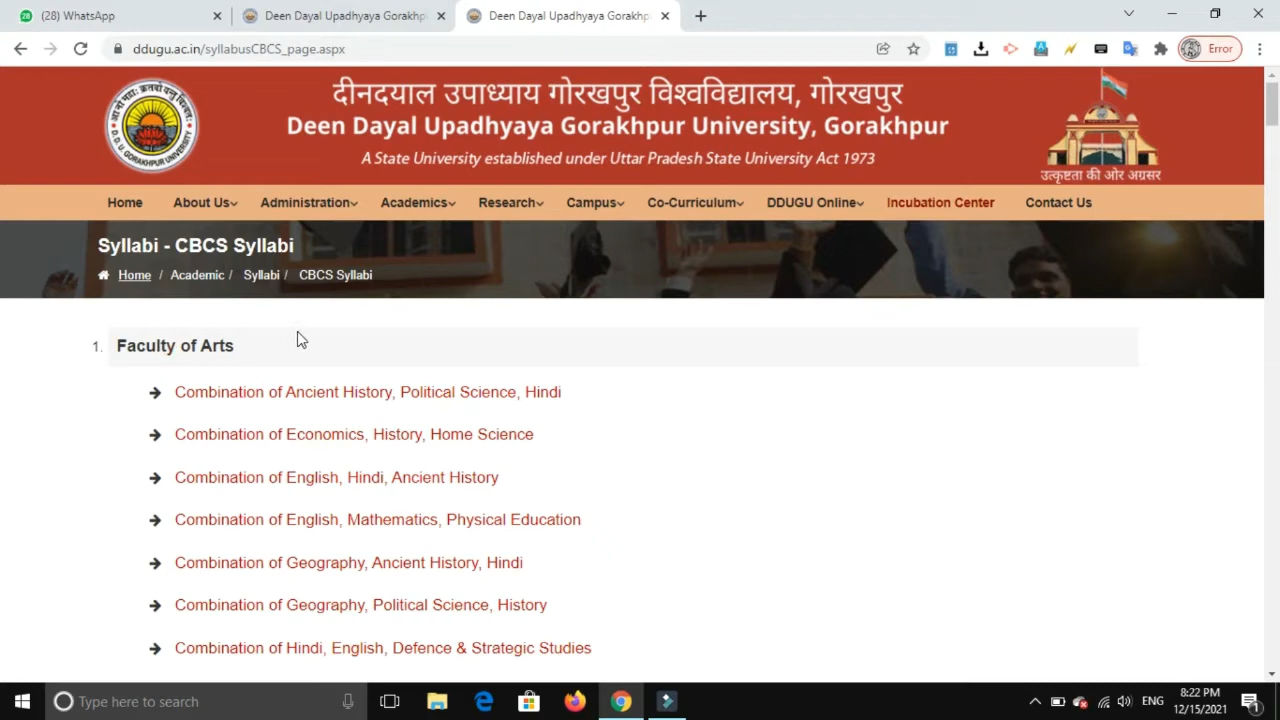 (28) WhatsApp
Deen Dayal Upadhyaya Gorakhp
Deen Dayal Upadhyaya Gorakhp
ddugu.ac.in/syllabusCBCS_page.aspx
Error
दीनदयाल उपाध्याय गोरखपुर विश्वविद्यालय, गोरखपुर
Deen Dayal Upadhyaya Gorakhpur University, Gorakhpur
A State University established under Uttar Pradesh State University Act 1973
उत्कृष्टता की ओर अग्रसर
Home About Us Administration Academics Research Campus Co-Curriculum DDUGU Online Incubation Center Contact Us
Syllabi - CBCS Syllabi
Home / Academic / Syllabi / CBCS Syllabi
1. Faculty of Arts
Combination of Ancient History, Political Science, Hindi
Combination of Economics, History, Home Science
Combination of English, Hindi, Ancient History
Combination of English, Mathematics, Physical Education
Combination of Geography, Ancient History, Hindi
Combination of Geography, Political Science, History
Combination of Hindi, English, Defence & Strategic Studies
Type here to search
ENG
8:22 PM
12/15/2021
1